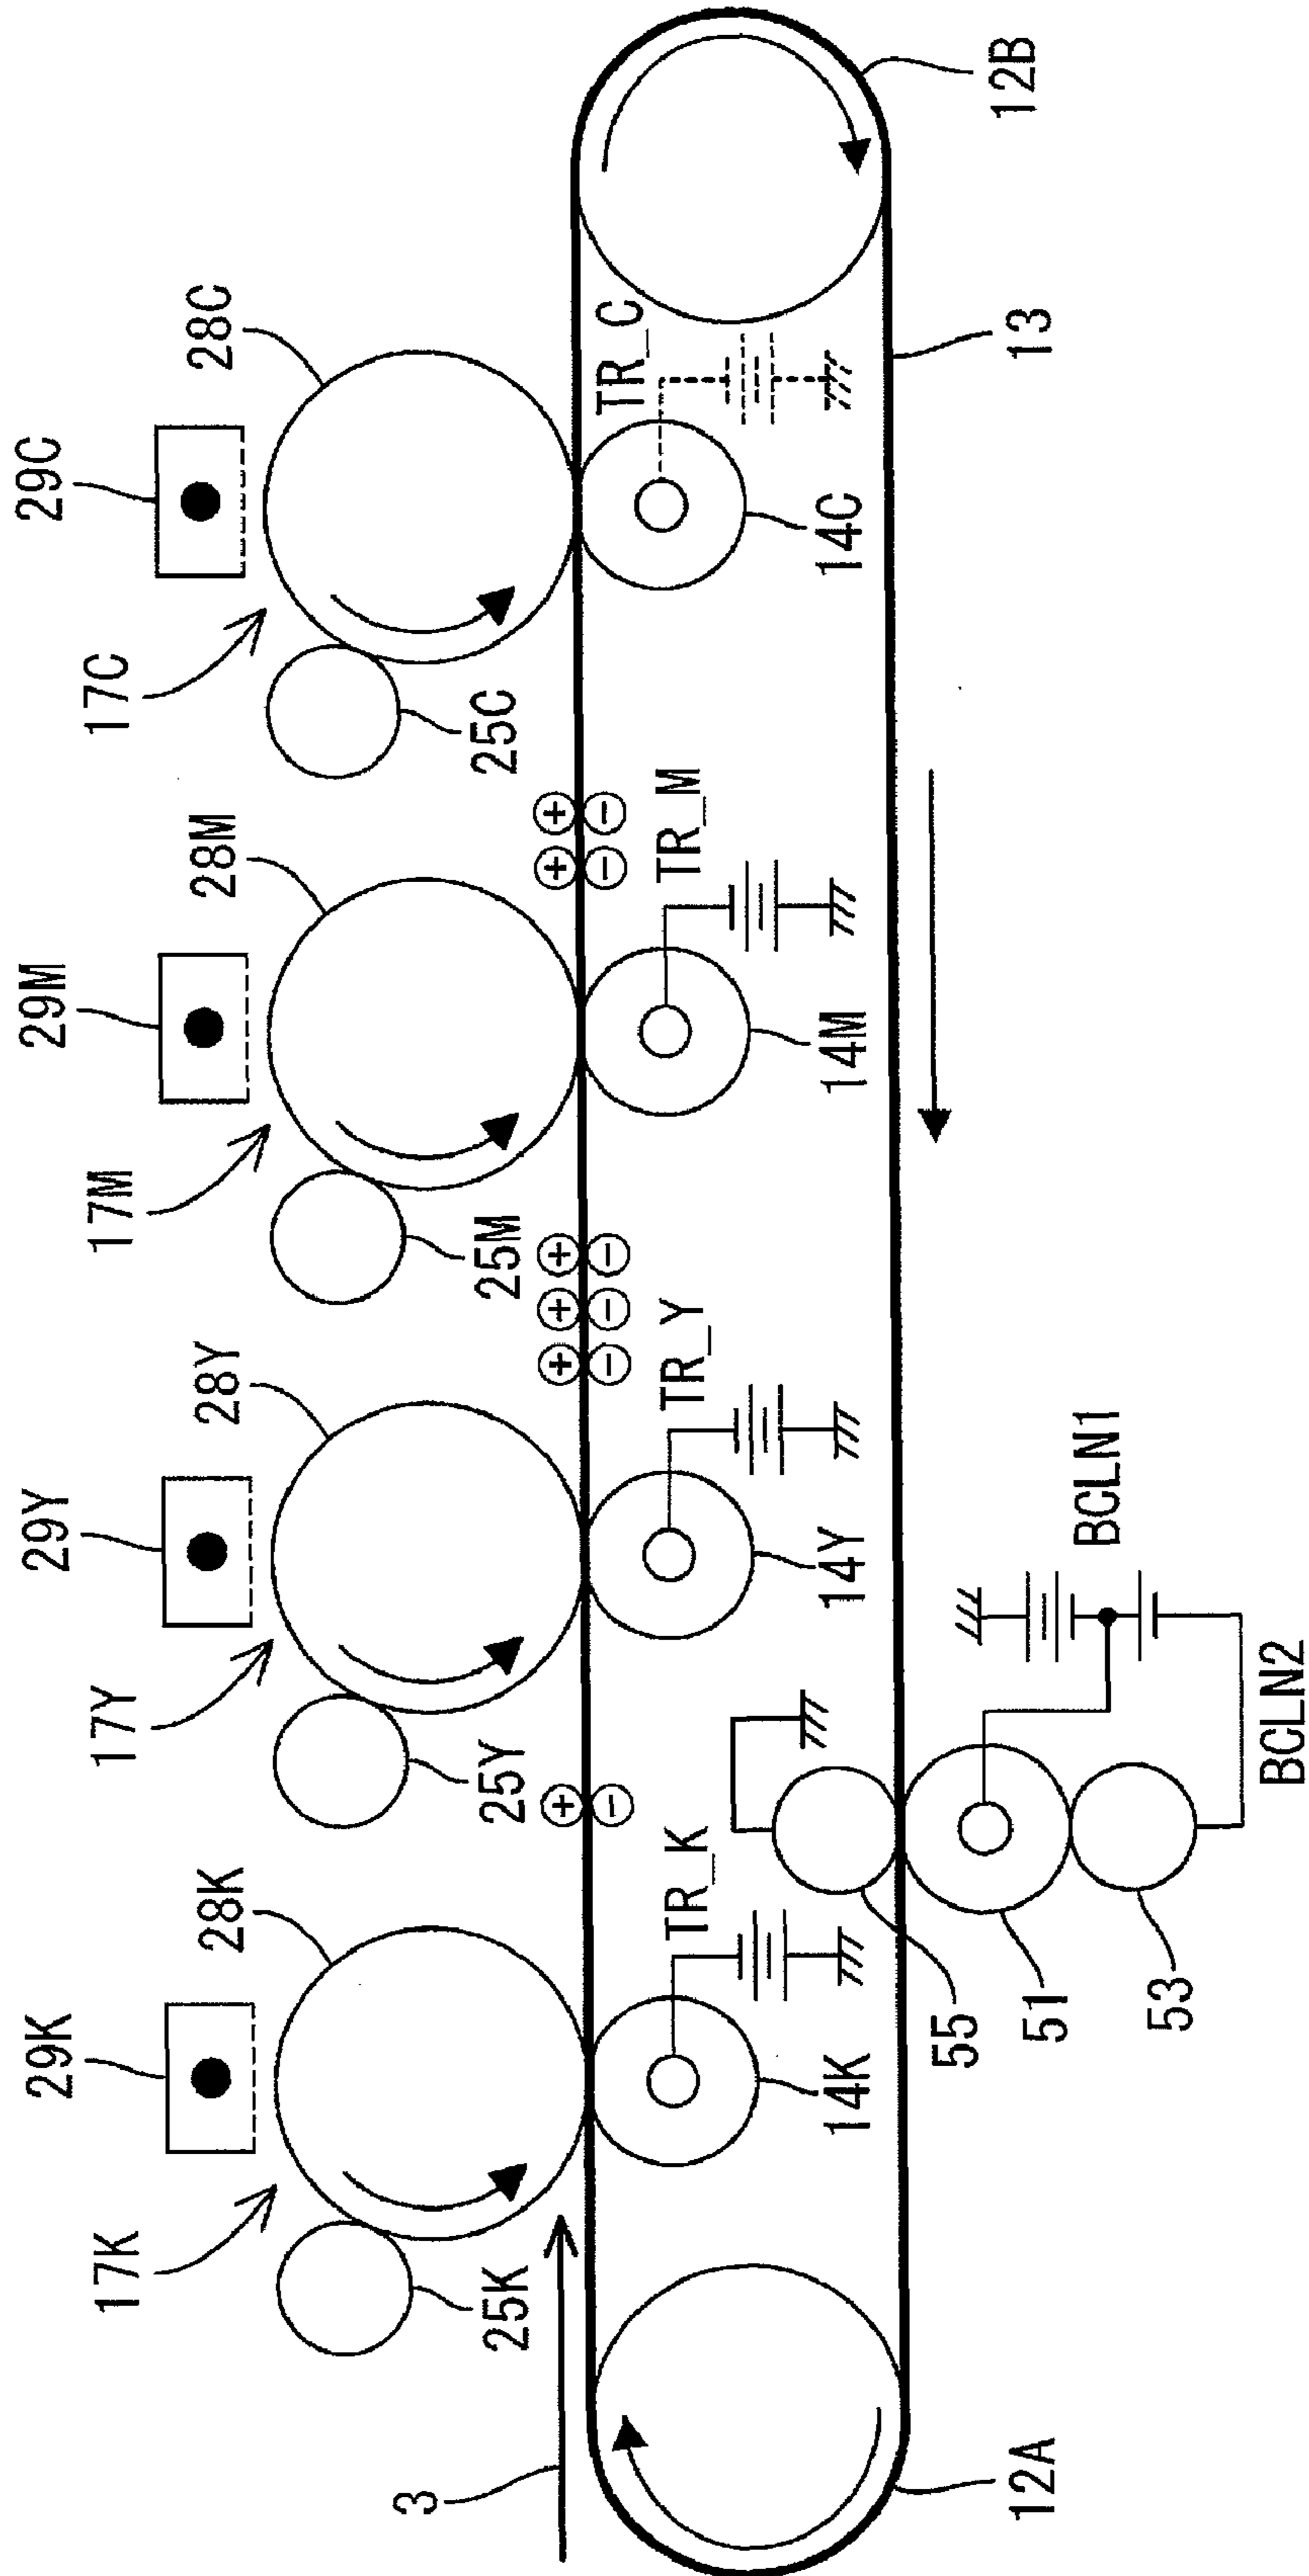 29K
29Y
29M
29C
17K
28K
17Y
28Y
17M
28M
17C
28C
25K
25Y
25M
25C
3
+
+
+
+
+
+
−
−
−
−
−
−
TR_K
TR_Y
TR_M
TR_C
14K
14Y
14M
14C
12A
55
51
53
BCLN1
BCLN2
13
12B